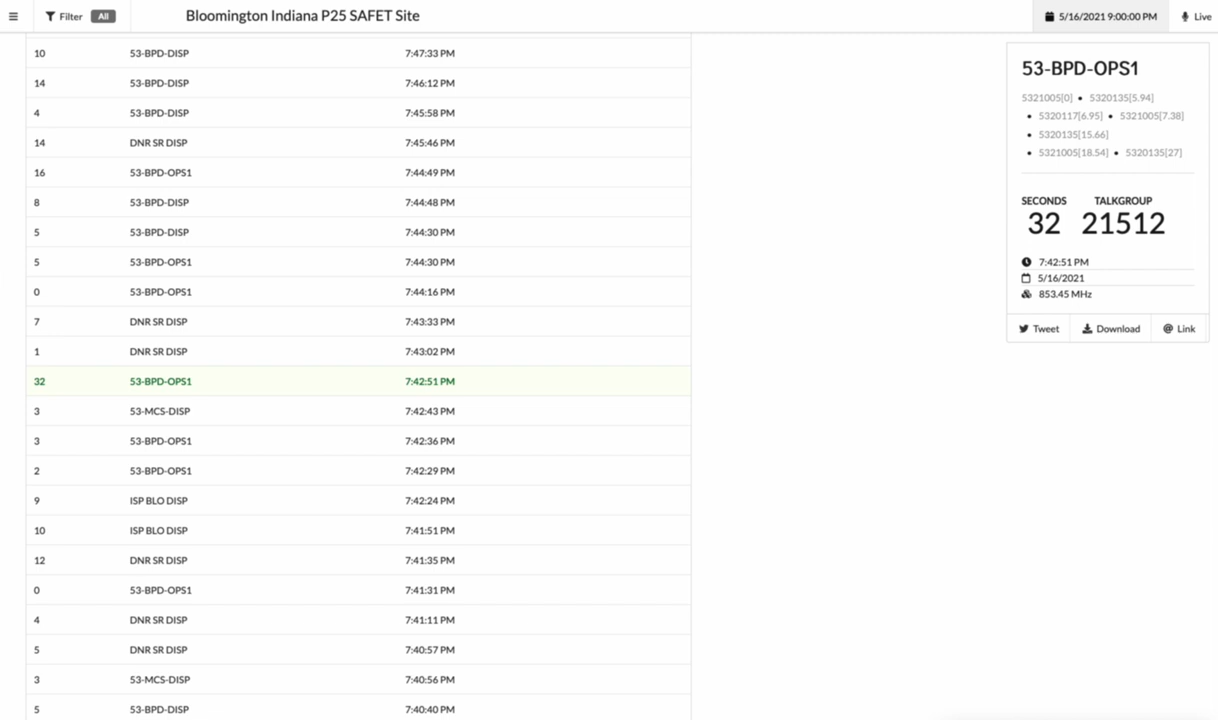 Filter All Bloomington Indiana P25 SAFET Site 5/16/2021 9:00:00 PM Live
10 53-BPD-DISP 7:47:33 PM
14 53-BPD-DISP 7:46:12 PM
4 53-BPD-DISP 7:45:58 PM
14 DNR SR DISP 7:45:46 PM
16 53-BPD-OPS1 7:44:49 PM
8 53-BPD-DISP 7:44:48 PM
5 53-BPD-DISP 7:44:30 PM
5 53-BPD-OPS1 7:44:30 PM
0 53-BPD-OPS1 7:44:16 PM
7 DNR SR DISP 7:43:33 PM
1 DNR SR DISP 7:43:02 PM
32 53-BPD-OPS1 7:42:51 PM
3 53-MCS-DISP 7:42:43 PM
3 53-BPD-OPS1 7:42:36 PM
2 53-BPD-OPS1 7:42:29 PM
9 ISP BLO DISP 7:42:24 PM
10 ISP BLO DISP 7:41:51 PM
12 DNR SR DISP 7:41:35 PM
0 53-BPD-OPS1 7:41:31 PM
4 DNR SR DISP 7:41:11 PM
5 DNR SR DISP 7:40:57 PM
3 53-MCS-DISP 7:40:56 PM
5 53-BPD-DISP 7:40:40 PM
53-BPD-OPS1
5321005[0] • 5320135[5.94]
• 5320117[6.95] • 5321005[7.38]
• 5320135[15.66]
• 5321005[18.54] • 5320135[27]
SECONDS TALKGROUP
32 21512
7:42:51 PM
5/16/2021
853.45 MHz
Tweet Download Link